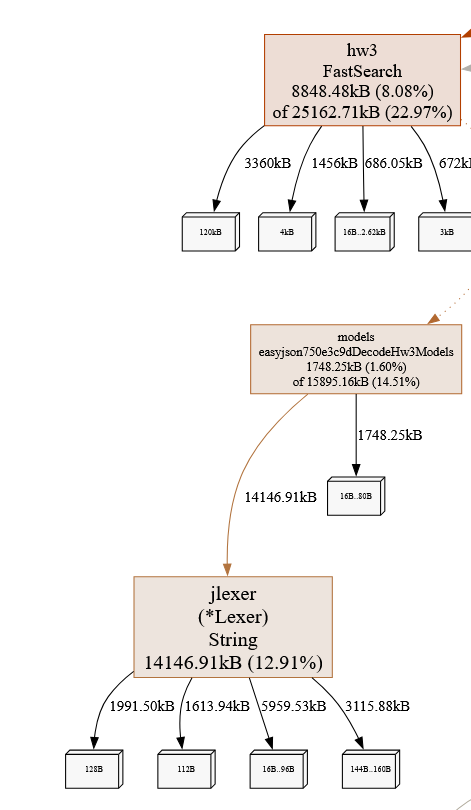 hw3
FastSearch
8848.48kB (8.08%)
of 25162.71kB (22.97%)
3360kB
1456kB
686.05kB
120kB
4kB
16B..2.62kB
3kB
models
easyjson750e3c9dDecodeHw3Models
1748.25kB (1.60%)
of 15895.16kB (14.51%)
1748.25kB
14146.91kB
16B..80B
jlexer
(*Lexer)
String
14146.91kB (12.91%)
1991.50kB
1613.94kB
5959.53kB
3115.88kB
128B
112B
16B..96B
144B..160B